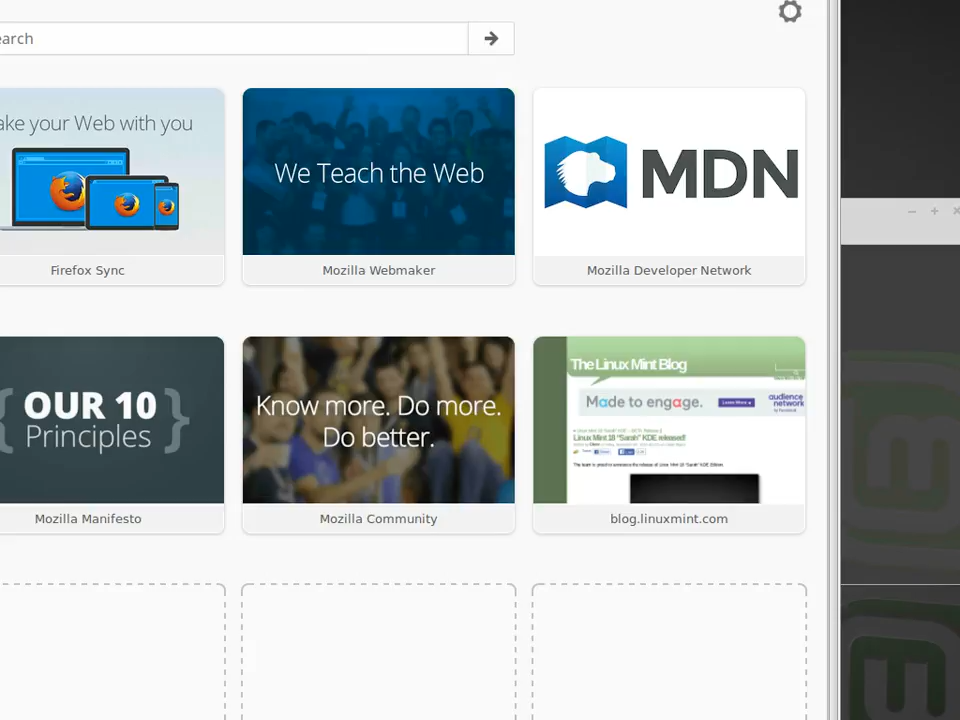 earch
ake your Web with you
We Teach the Web
MDN
Firefox Sync
Mozilla Webmaker
Mozilla Developer Network
OUR 10
Principles
Know more. Do more.
Do better.
The Linux Mint Blog
Made to engage.
Learn More
audience
network
Linux Mint 18 "Sarah" KDE released!
Mozilla Manifesto
Mozilla Community
blog.linuxmint.com